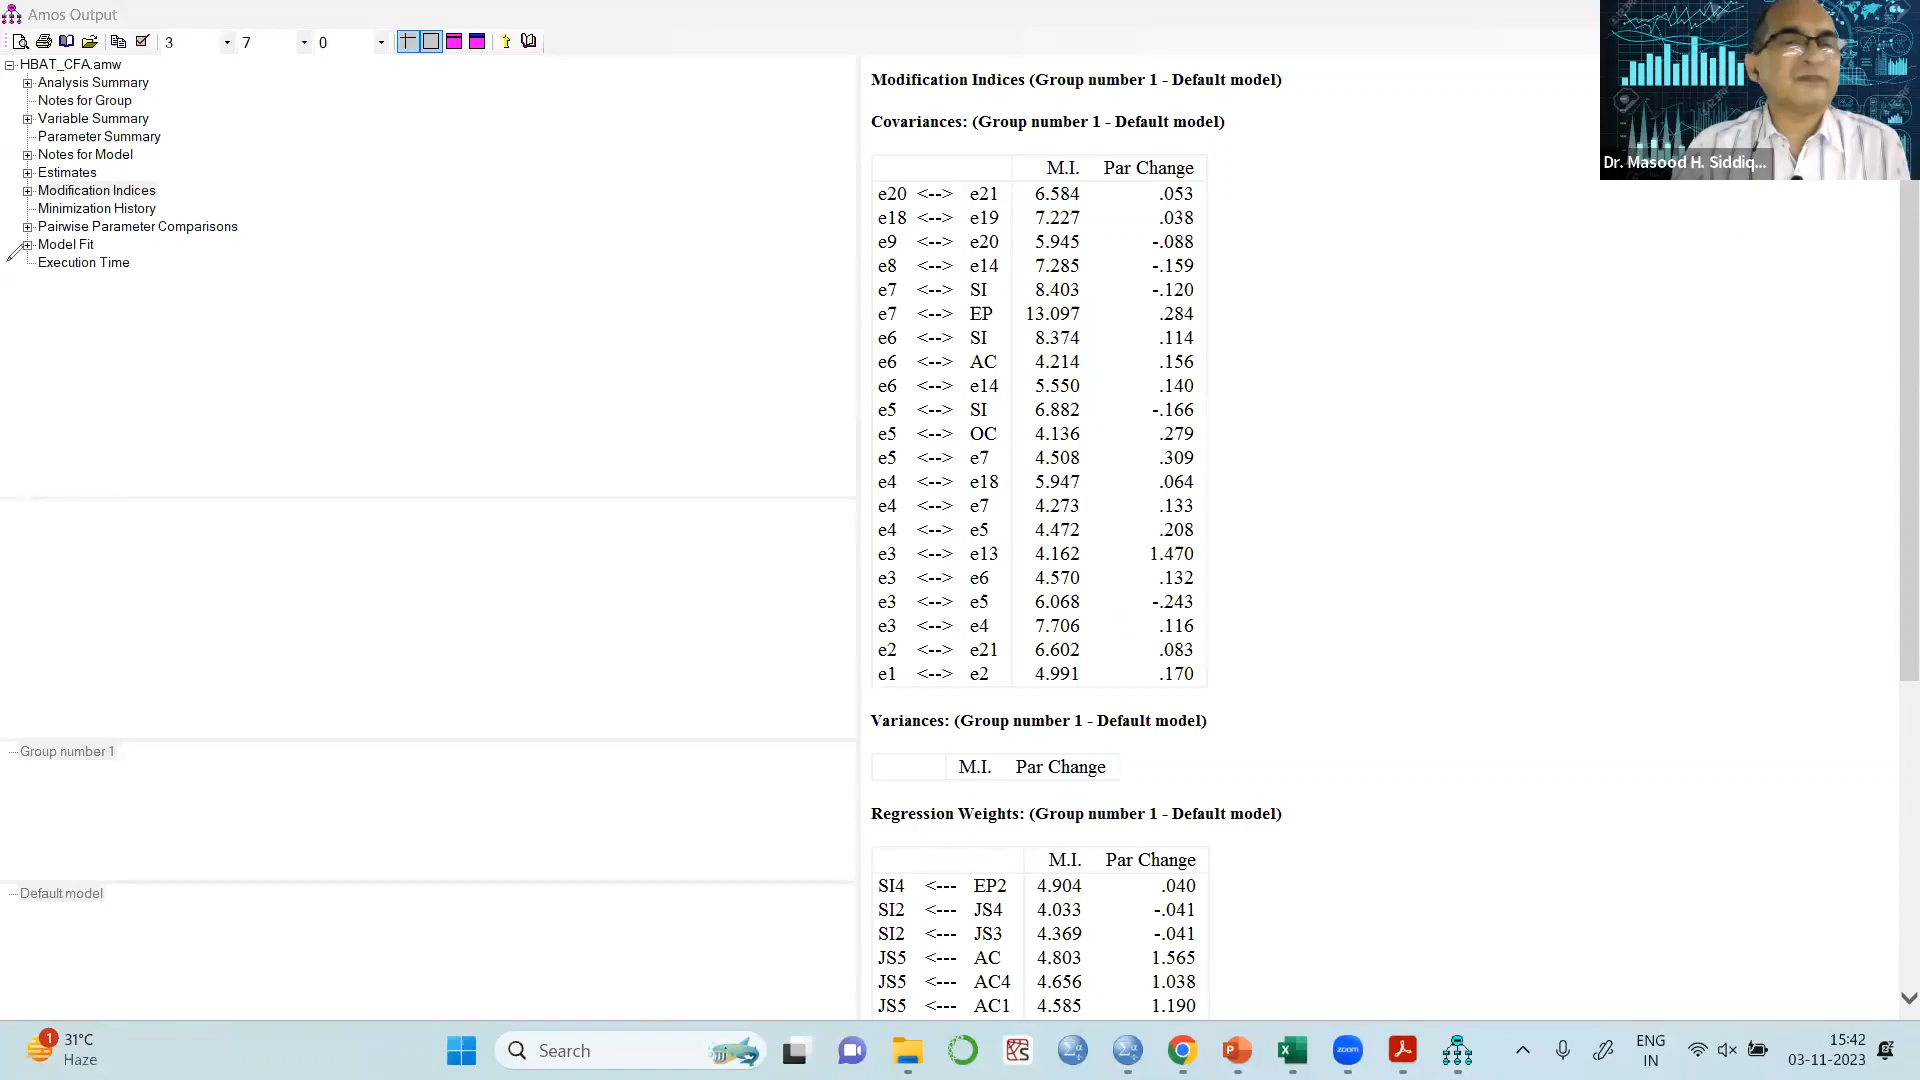 Amos Output
3 7 0
HBAT_CFA.amw
Analysis Summary
Notes for Group
Variable Summary
Parameter Summary
Notes for Model
Estimates
Modification Indices
Minimization History
Pairwise Parameter Comparisons
Model Fit
Execution Time
Group number 1
Default model
Modification Indices (Group number 1 - Default model)
Covariances: (Group number 1 - Default model)
M.I. Par Change
e20 <--> e21 6.584 .053
e18 <--> e19 7.227 .038
e9 <--> e20 5.945 -.088
e8 <--> e14 7.285 -.159
e7 <--> SI 8.403 -.120
e7 <--> EP 13.097 .284
e6 <--> SI 8.374 .114
e6 <--> AC 4.214 .156
e6 <--> e14 5.550 .140
e5 <--> SI 6.882 -.166
e5 <--> OC 4.136 .279
e5 <--> e7 4.508 .309
e4 <--> e18 5.947 .064
e4 <--> e7 4.273 .133
e4 <--> e5 4.472 .208
e3 <--> e13 4.162 1.470
e3 <--> e6 4.570 .132
e3 <--> e5 6.068 -.243
e3 <--> e4 7.706 .116
e2 <--> e21 6.602 .083
e1 <--> e2 4.991 .170
Variances: (Group number 1 - Default model)
M.I. Par Change
Regression Weights: (Group number 1 - Default model)
M.I. Par Change
SI4 <--- EP2 4.904 .040
SI2 <--- JS4 4.033 -.041
SI2 <--- JS3 4.369 -.041
JS5 <--- AC 4.803 1.565
JS5 <--- AC4 4.656 1.038
JS5 <--- AC1 4.585 1.190
Dr. Masood H. Siddiq...
1
31°C
Haze
Search
zoom
ENG
IN
15:42
03-11-2023